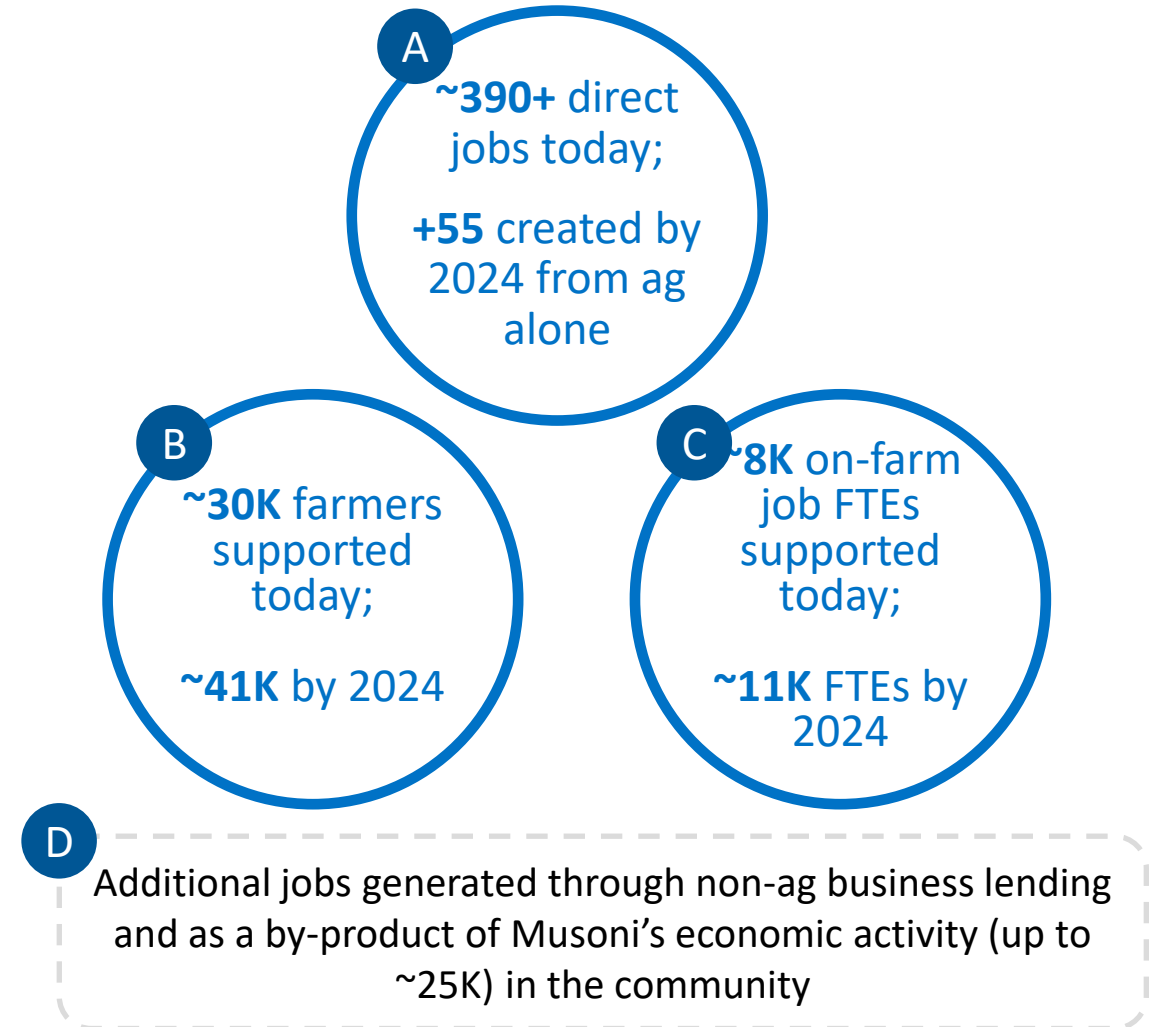 A
~390+ direct
jobs today;
+55 created by
2024 from ag
alone
B
~30K farmers
supported
today;
~41K by 2024
C
~8K on-farm
job FTEs
supported
today;
~11K FTEs by
2024
D
Additional jobs generated through non-ag business lending
and as a by-product of Musoni’s economic activity (up to
~25K) in the community